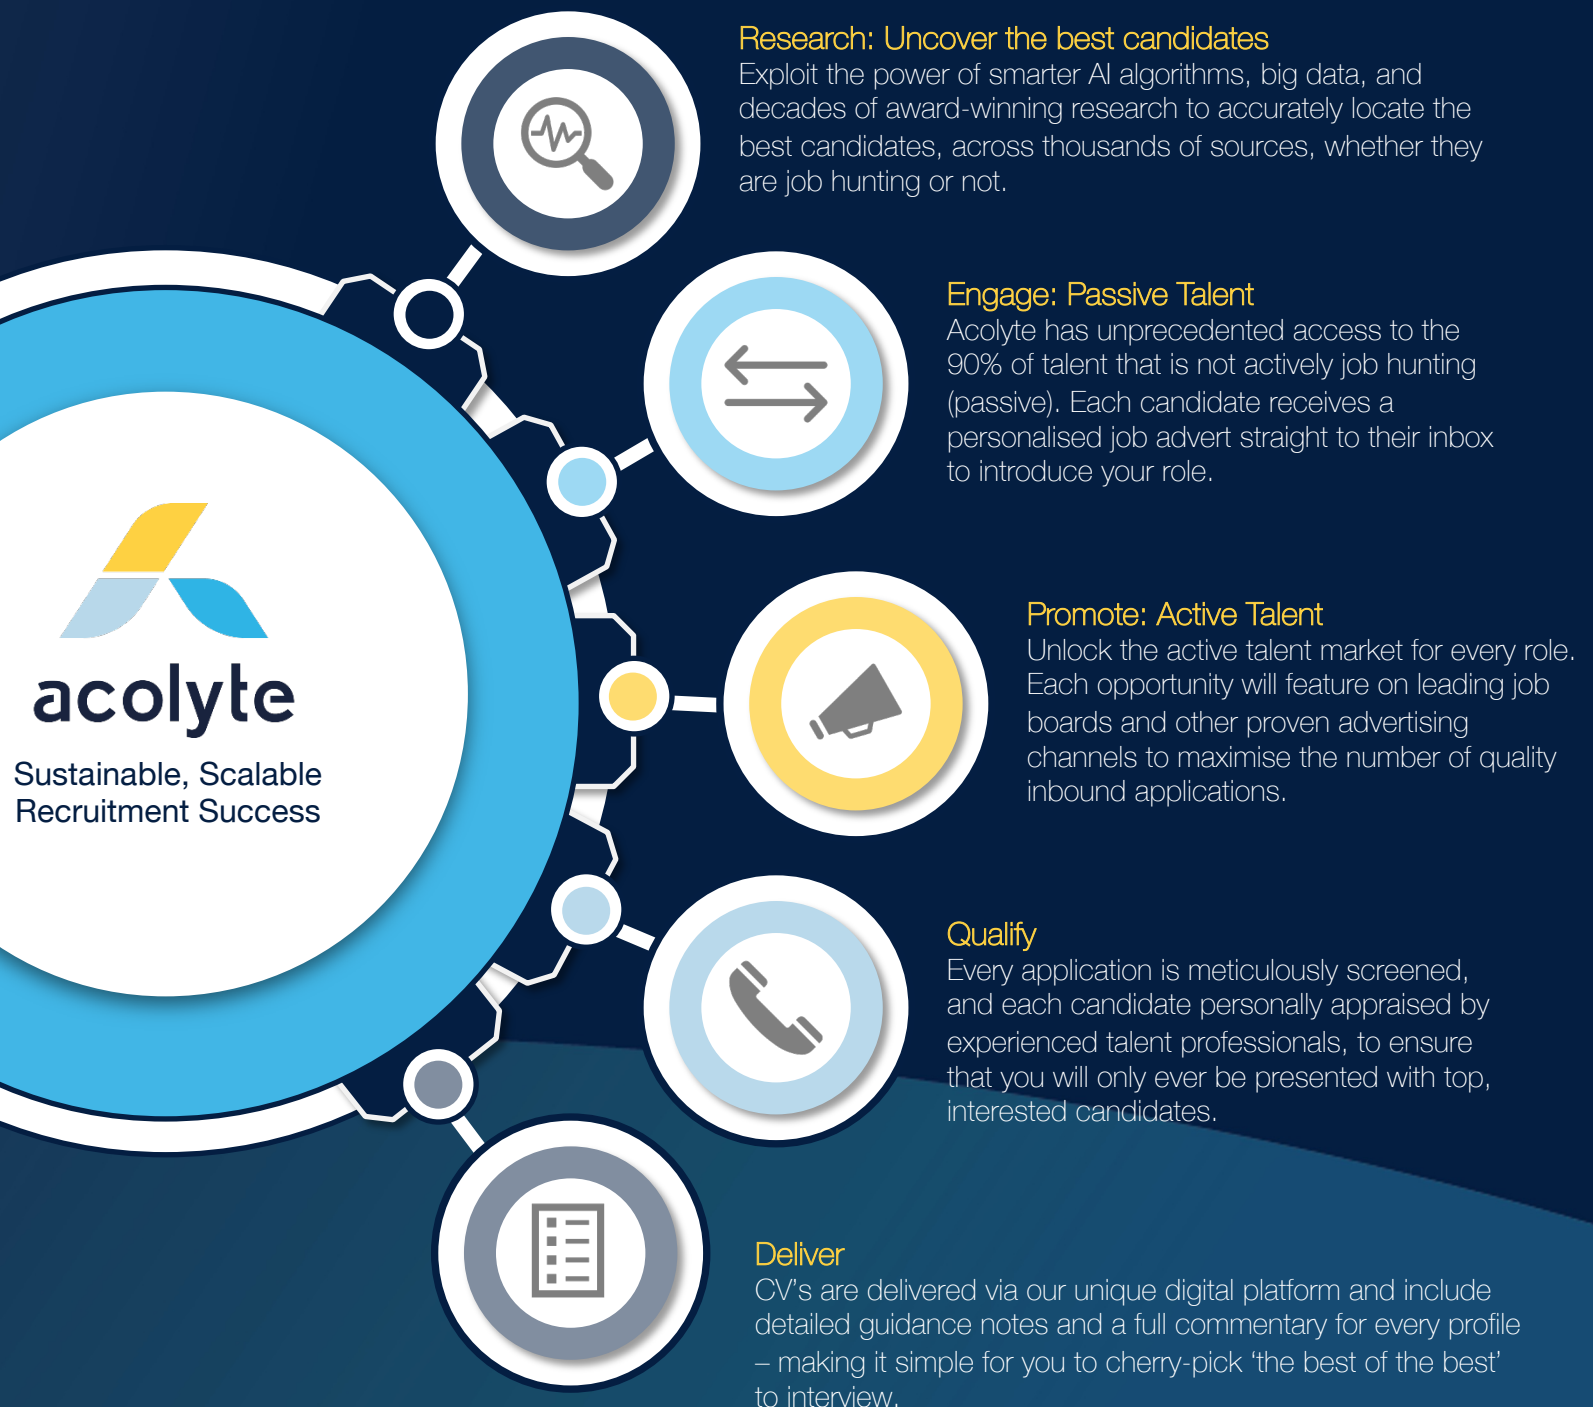 Research: Uncover the best candidates
Exploit the power of smarter AI algorithms, big data, and
decades of award-winning research to accurately locate the
best candidates, across thousands of sources, whether they
are job hunting or not.
Engage: Passive Talent
Acolyte has unprecedented access to the
90% of talent that is not actively job hunting
(passive). Each candidate receives a
personalised job advert straight to their inbox
to introduce your role.
acolyte
Sustainable, Scalable
Recruitment Success
Promote: Active Talent
Unlock the active talent market for every role.
Each opportunity will feature on leading job
boards and other proven advertising
channels to maximise the number of quality
inbound applications.
Qualify
Every application is meticulously screened,
and each candidate personally appraised by
experienced talent professionals, to ensure
that you will only ever be presented with top,
interested candidates.
Deliver
CV's are delivered via our unique digital platform and include
detailed guidance notes and a full commentary for every profile
– making it simple for you to cherry-pick ‘the best of the best’
to interview.